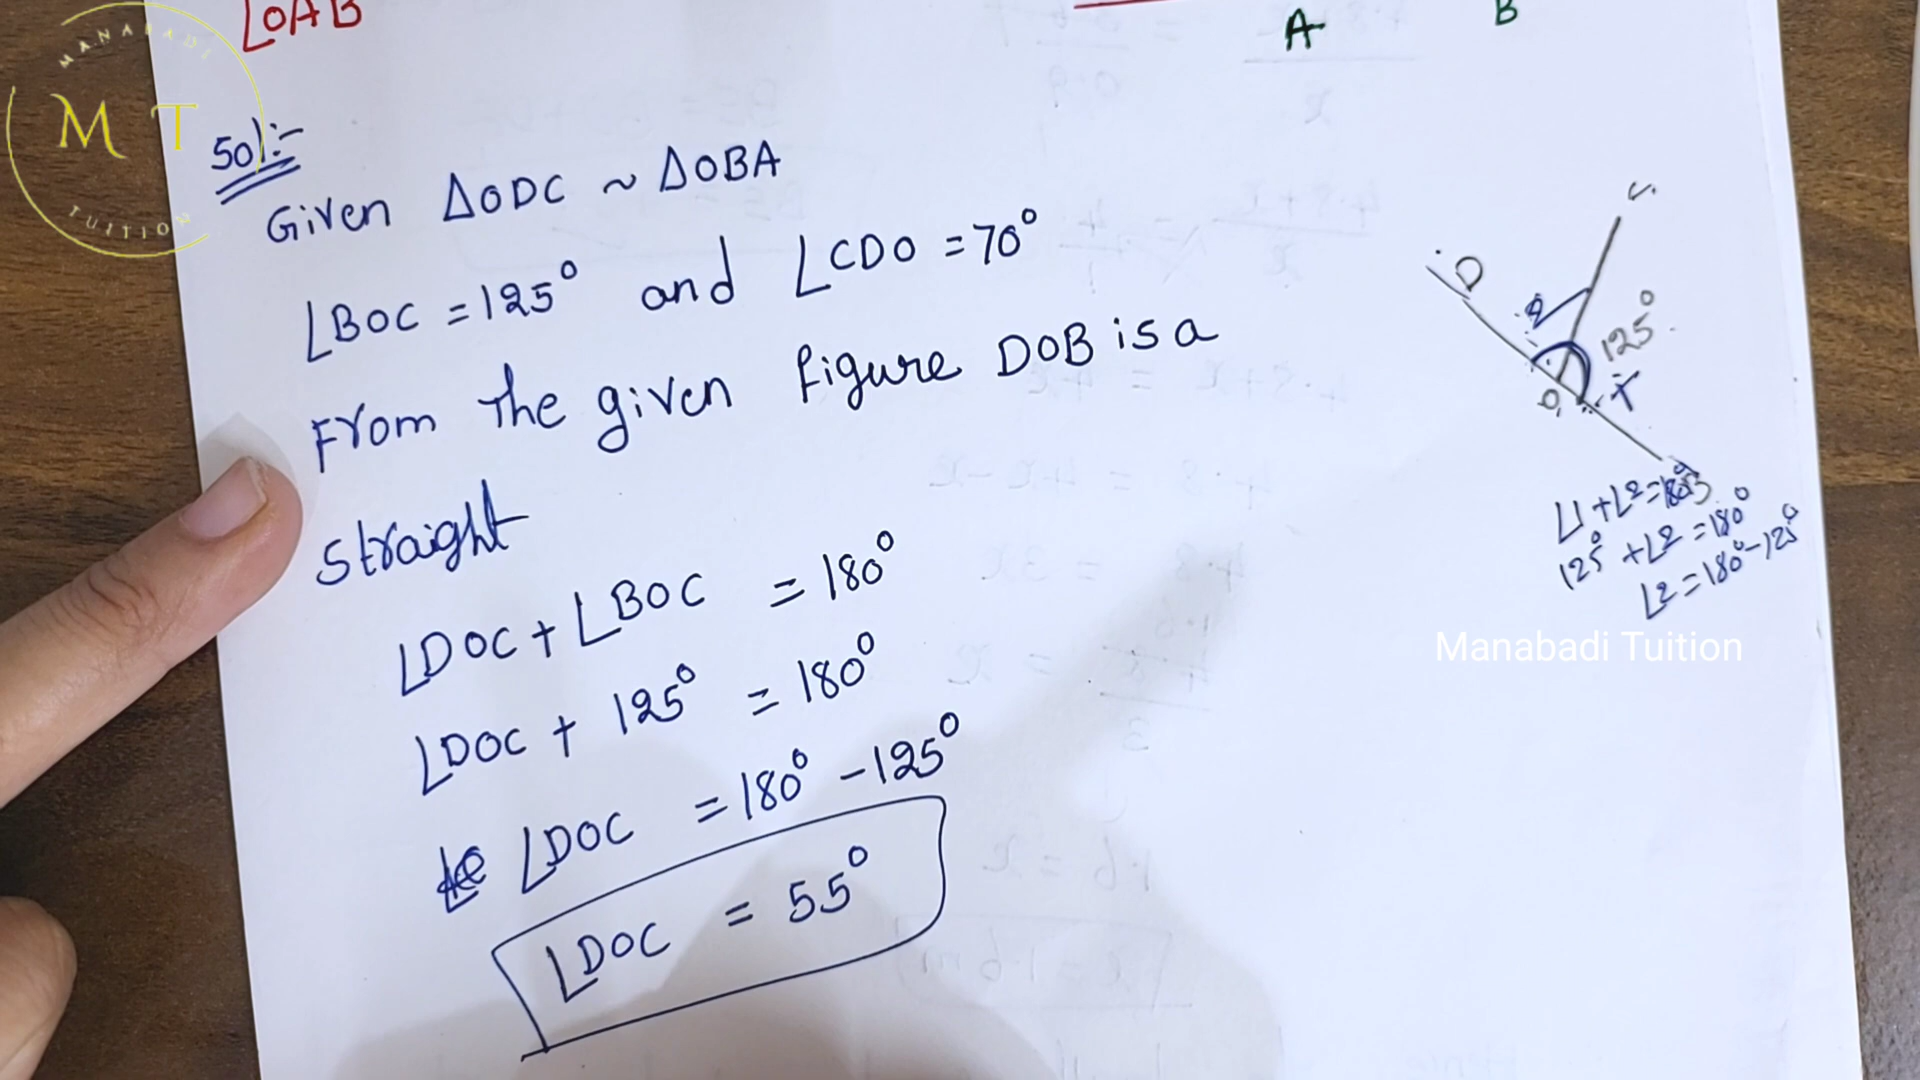 ∠OAB
A B
MANABADI
M T
TUITION
Sol:-
Given ΔODC ~ ΔOBA
∠BOC = 125° and ∠CDO = 70°
From the given figure DOB is a
straight
∠DOC + ∠BOC = 180°
∠DOC + 125° = 180°
∠DOC = 180° - 125°
∠DOC = 55°
D
C
2
125°
O
1
B
∠1 + ∠2 = 180°
125° + ∠2 = 180°
∠2 = 180° - 125°
Manabadi Tuition